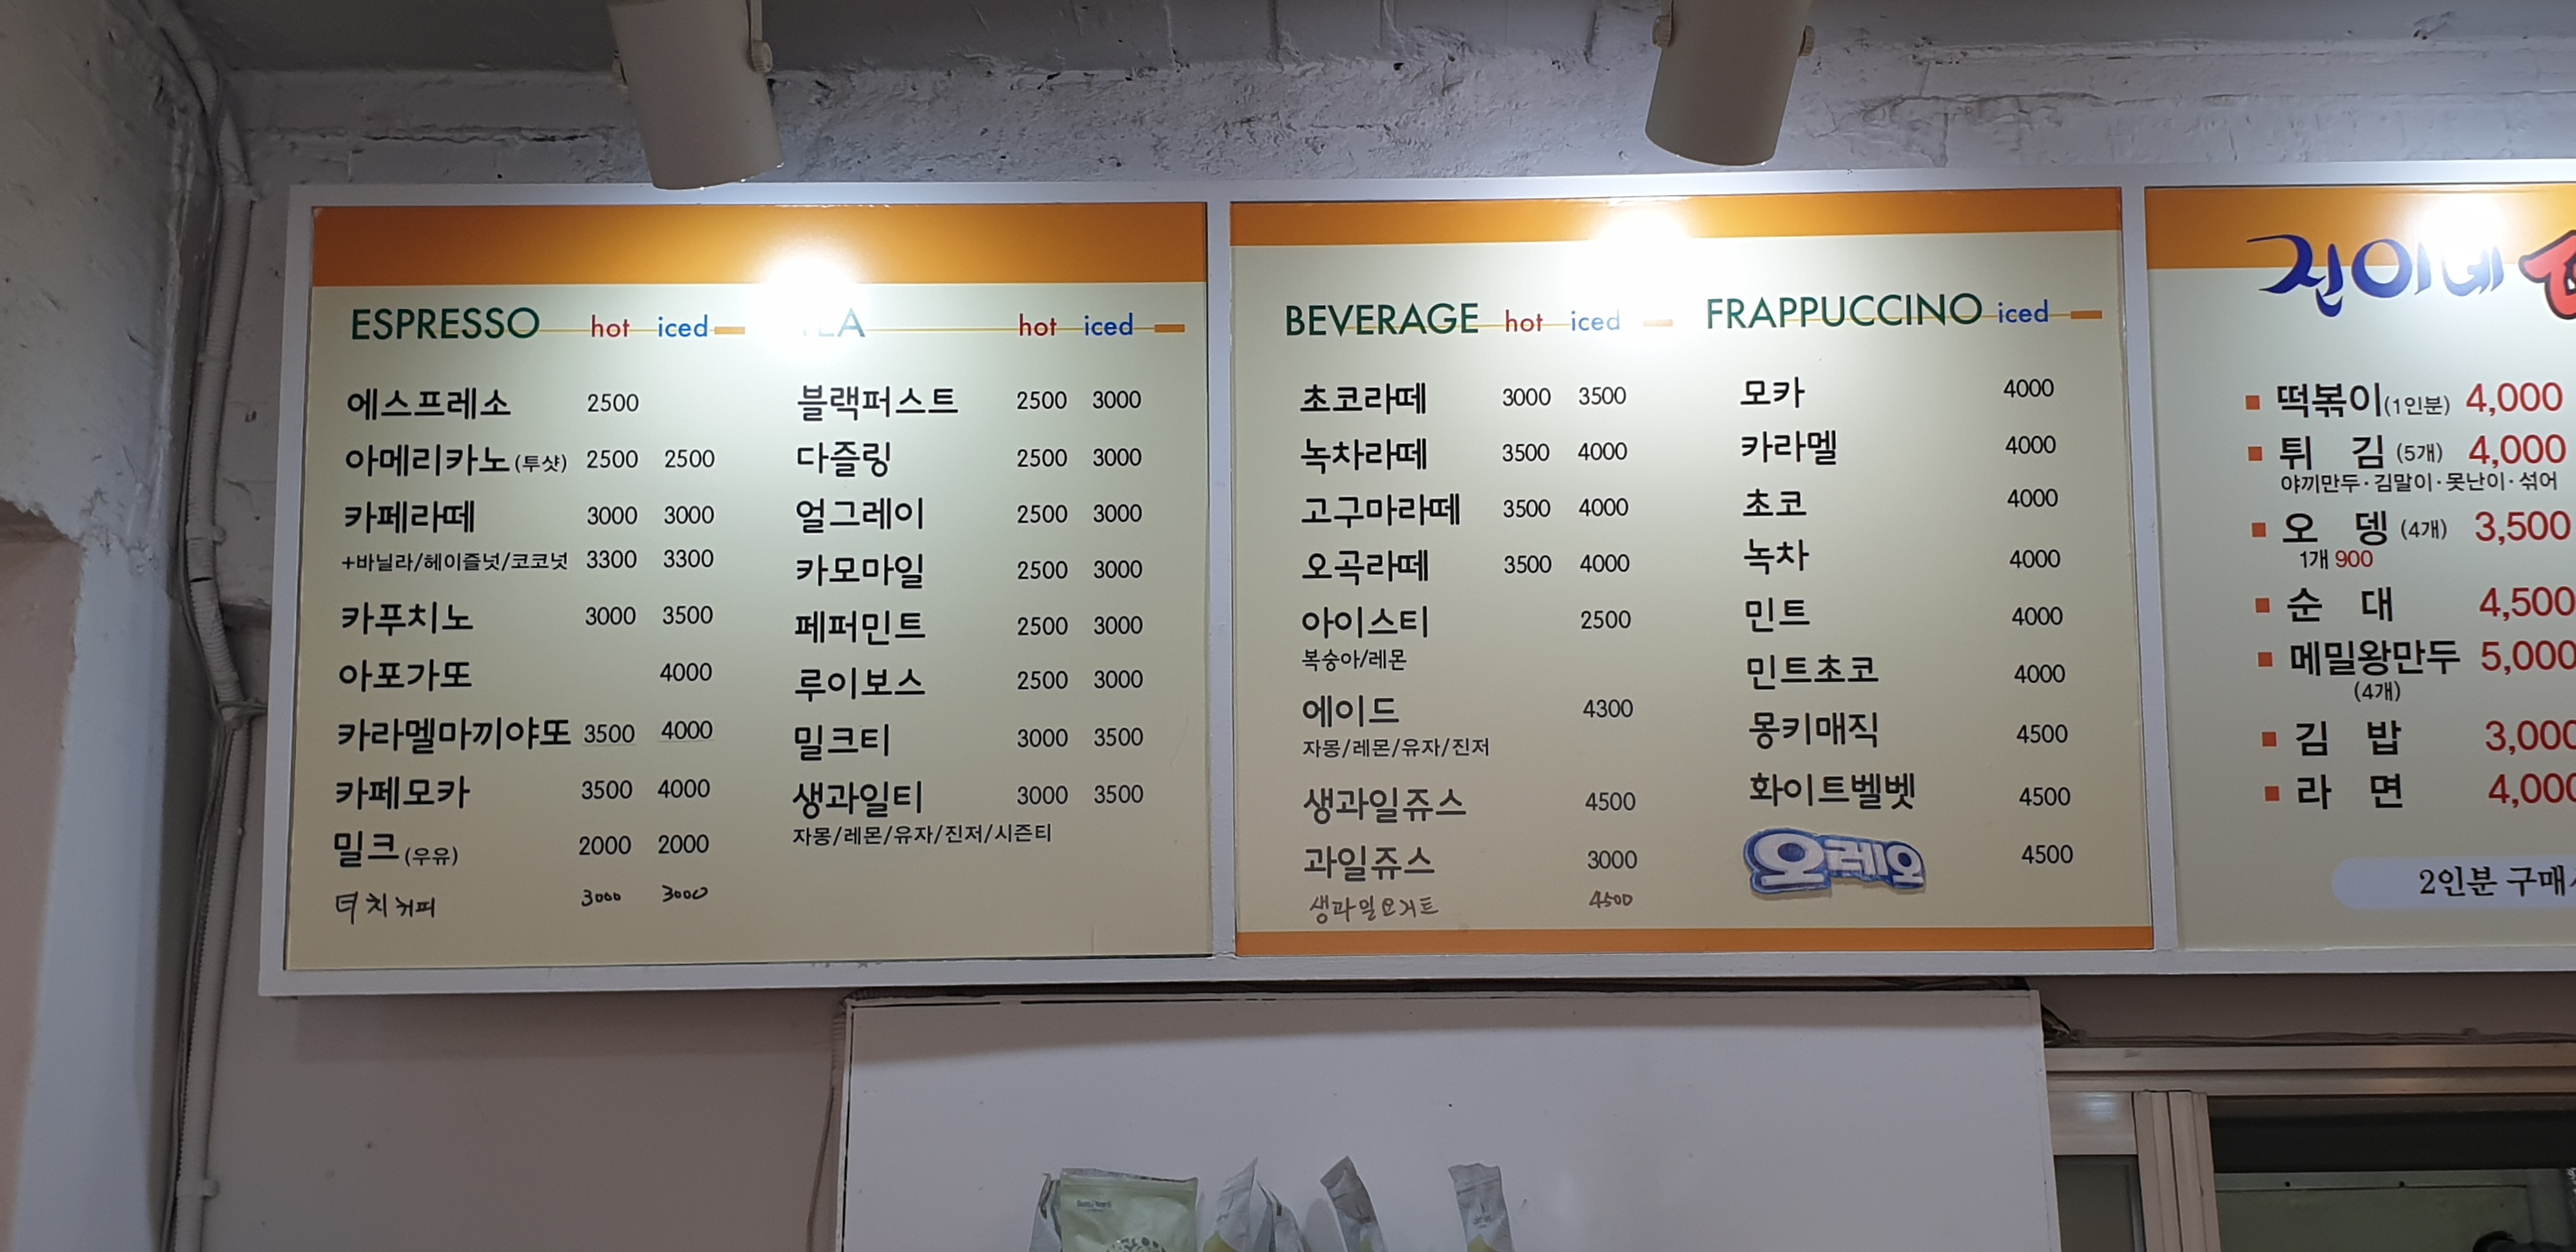 ESPRESSO hot iced
에스프레소 2500
아메리카노(투샷) 2500 2500
카페라떼 3000 3000
+바닐라/헤이즐넛/코코넛 3300 3300
카푸치노 3000 3500
아포가또 4000
카라멜마끼야또 3500 4000
카페모카 3500 4000
밀크(우유) 2000 2000
더치커피 3000 3000
hot iced
블랙퍼스트 2500 3000
다즐링 2500 3000
얼그레이 2500 3000
카모마일 2500 3000
페퍼민트 2500 3000
루이보스 2500 3000
밀크티 3000 3500
생과일티 3000 3500
자몽/레몬/유자/진저/시즌티
BEVERAGE hot iced
초코라떼 3000 3500
녹차라떼 3500 4000
고구마라떼 3500 4000
오곡라떼 3500 4000
아이스티 2500
복숭아/레몬
에이드 4300
자몽/레몬/유자/진저
생과일쥬스 4500
과일쥬스 3000
생과일요거트 4500
FRAPPUCCINO iced
모카 4000
카라멜 4000
초코 4000
녹차 4000
민트 4000
민트초코 4000
몽키매직 4500
화이트벨벳 4500
오레오 4500
진이네
떡볶이(1인분) 4,000
튀 김 (5개) 4,000
야끼만두·김말이·못난이·섞어
오 뎅 (4개) 3,500
1개 900
순 대 4,500
메밀왕만두 5,000
(4개)
김 밥 3,000
라 면 4,000
2인분 구매